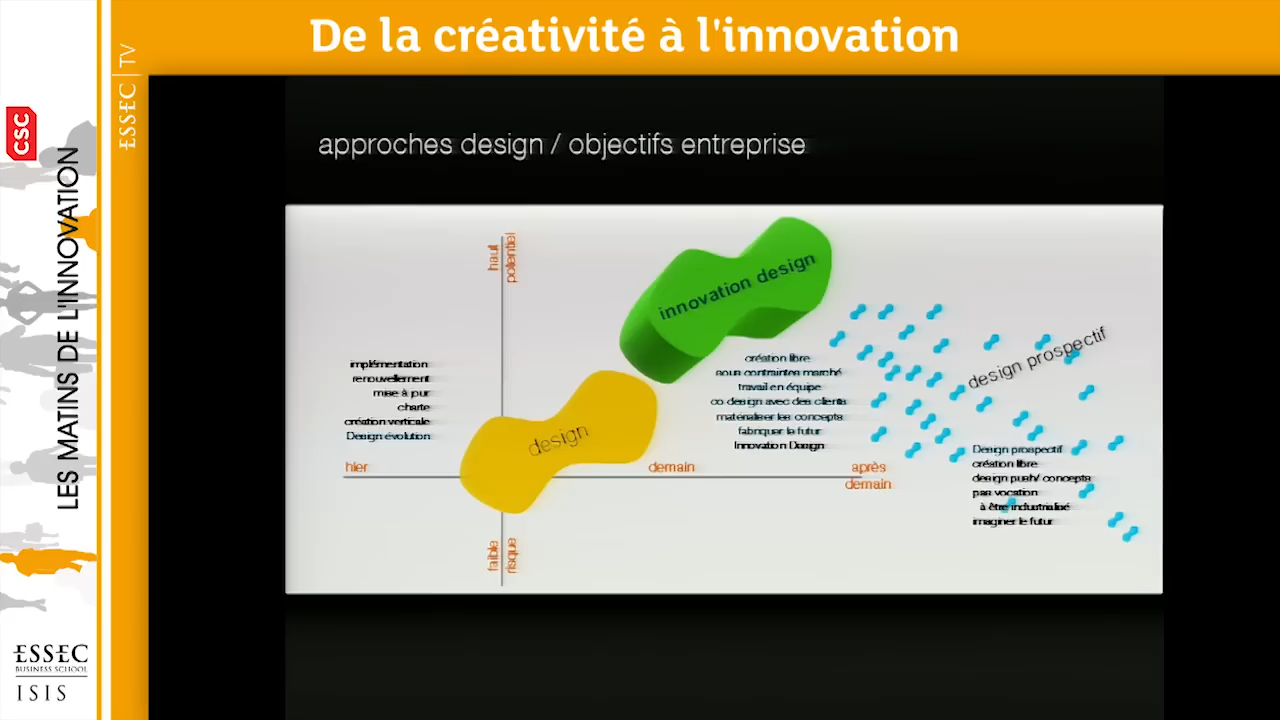 De la créativité à l'innovation
ESSEC | TV
CSC
LES MATINS DE L'INNOVATION
ESSEC
BUSINESS SCHOOL
ISIS
approches design / objectifs entreprise
haut
potentiel
innovation design
design prospectif
implémentation
renouvellement
mise à pur
charte
création verticale
Design évolution
création libre
sous contraintes marché
travail en équipe
co design avec des clients
matérialiser les concepts
fabriquer le futur
Innovation Design
design
hier
demain
après
demain
Design prospectif
création libre
design push/ concepts
pas vocation
à être industrialisé
imaginer le futur
faible
risque